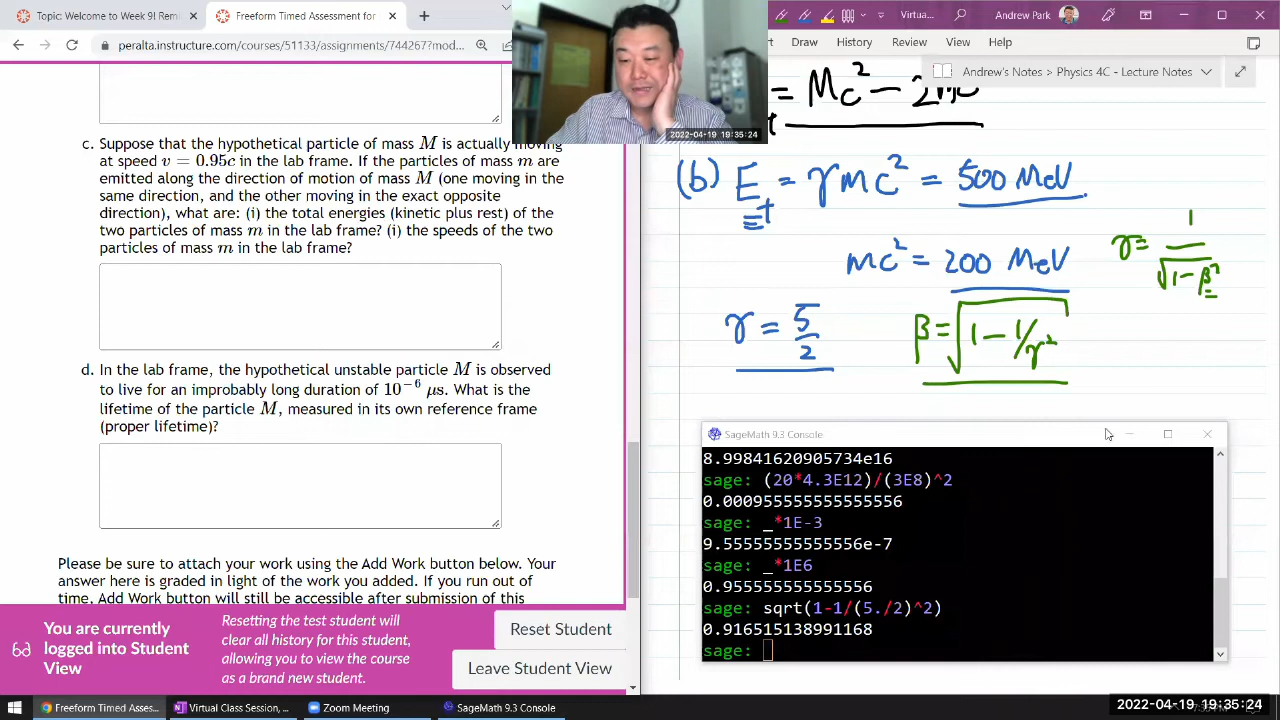 Topic: Welcome to Week 9! Rem
Freeform Timed Assessment for
peralta.instructure.com/courses/51133/assignments/7442677mod...
c. Suppose that the hypothetical particle of mass M is actually moving
at speed v = 0.95c in the lab frame. If the particles of mass m are
emitted along the direction of motion of mass M (one moving in the
same direction, and the other moving in the exact opposite
direction), what are: (i) the total energies (kinetic plus rest) of the
two particles of mass m in the lab frame? (i) the speeds of the two
particles of mass m in the lab frame?
d. In the lab frame, the hypothetical unstable particle M is observed
to live for an improbably long duration of 10⁻⁶ μs. What is the
lifetime of the particle M, measured in its own reference frame
(proper lifetime)?
Please be sure to attach your work using the Add Work button below. Your
answer here is graded in light of the work you added. If you run out of
time, Add Work button will still be accessible after submission of this
You are currently
logged into Student
View
Resetting the test student will
clear all history for this student,
allowing you to view the course
as a brand new student.
Reset Student
Leave Student View
2022-04-19 19:35:24
Virtua...
Andrew Park
Draw History Review View Help
Andrew's Notes > Physics 4C - Lecture Notes
= Mc² −
(b) E₊ = γmc² = 500 MeV
mc² = 200 MeV
γ = 1/√1−β²
γ = 5/2
β = √1 − 1/γ²
SageMath 9.3 Console
8.99841620905734e16
sage: (20*4.3E12)/(3E8)^2
0.000955555555555556
sage: _*1E-3
9.55555555555556e-7
sage: _*1E6
0.955555555555556
sage: sqrt(1-1/(5./2)^2)
0.916515138991168
sage:
Freeform Timed Asses...
Virtual Class Session, ...
Zoom Meeting
SageMath 9.3 Console
2022-04-19 19:35:24